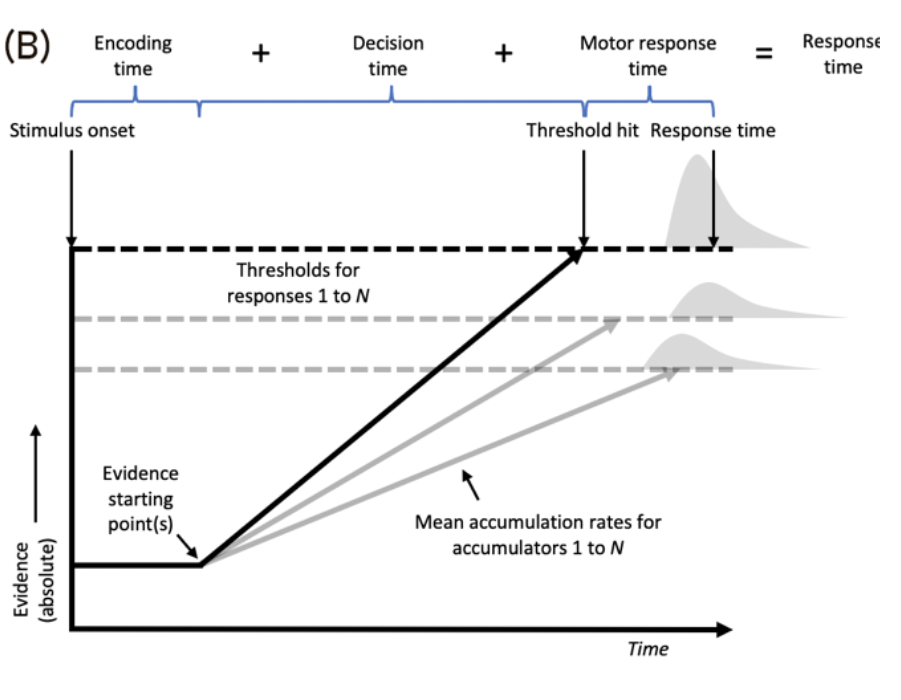 (B)
Encoding
time
+
Decision
time
+
Motor response
time
=
Response
time
Stimulus onset
Threshold hit
Response time
Thresholds for
responses 1 to N
Evidence
starting
point(s)
Mean accumulation rates for
accumulators 1 to N
Evidence
(absolute)
Time